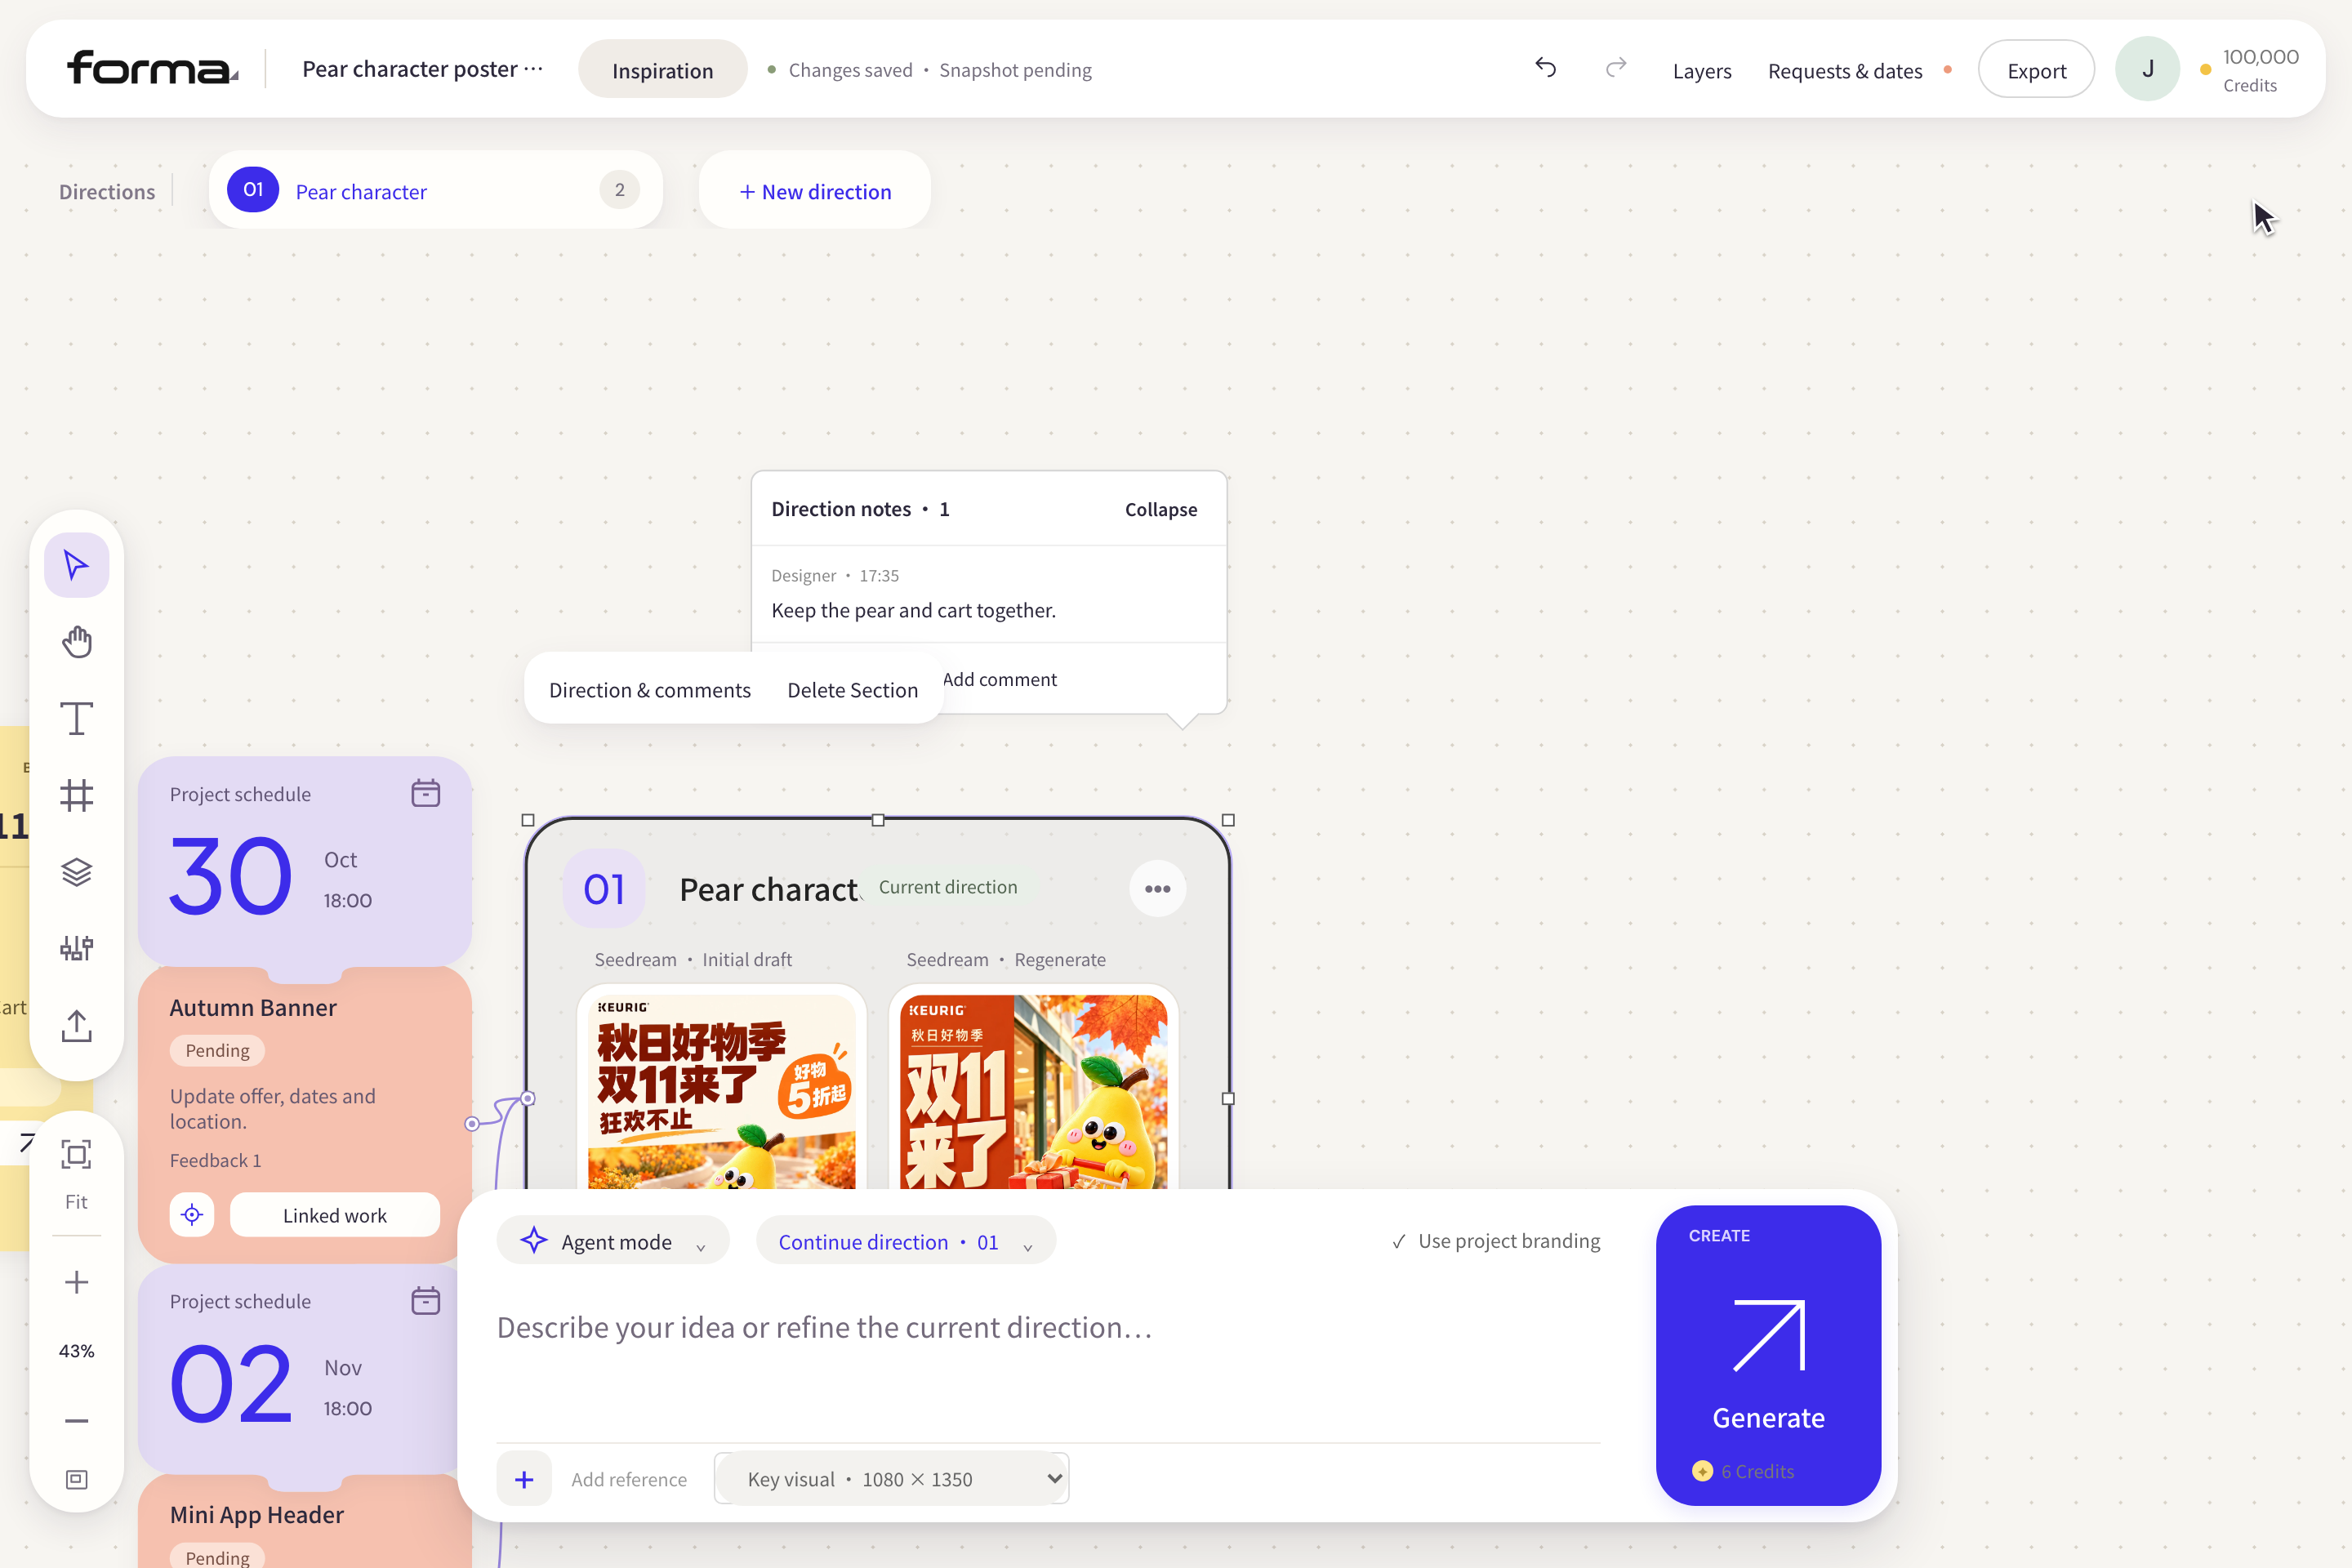 forma
Pear character poster ···
Inspiration
Changes saved • Snapshot pending
Layers
Requests & dates
Export
J
100,000
Credits
Directions
01
Pear character
2
+ New direction
Direction notes • 1
Collapse
Designer • 17:35
Keep the pear and cart together.
Add comment
Direction & comments
Delete Section
11
Project schedule
30
Oct
18:00
Autumn Banner
Pending
Update offer, dates and
location.
Feedback 1
Linked work
Project schedule
02
Nov
18:00
Mini App Header
Pending
Fit
43%
01
Pear charact
Current direction
Seedream • Initial draft
Seedream • Regenerate
KEURIG
秋日好物季
双11来了
狂欢不止
好物
5折起
KEURIG
秋日好物季
双11
来了
Agent mode
Continue direction • 01
✓ Use project branding
Describe your idea or refine the current direction...
+
Add reference
Key visual • 1080 × 1350
CREATE
Generate
6 Credits